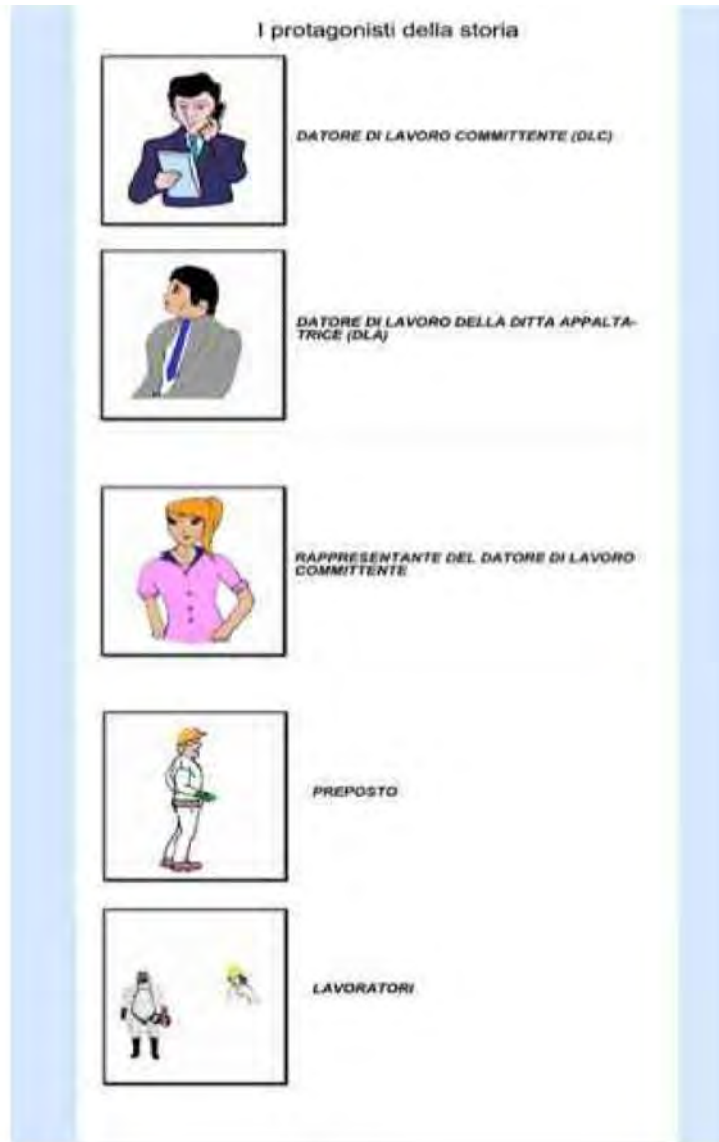 I protagonisti della storia
DATORE DI LAVORO COMMITTENTE (DLC)
DATORE DI LAVORO DELLA DITTA APPALTA-
TRICE (DLA)
RAPPRESENTANTE DEL DATORE DI LAVORO
COMMITTENTE
PREPOSTO
LAVORATORI